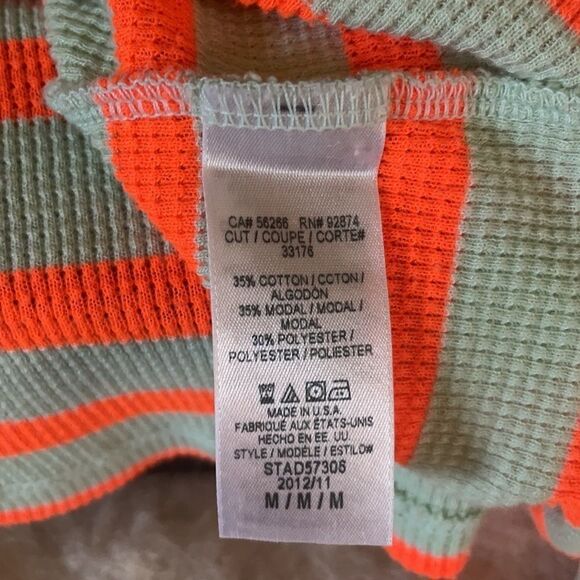 CA# 56266 RN# 92874
CUT / COUPE / CORTE#
33176
35% COTTON / COTON /
ALGODÓN
35% MODAL / MODAL /
MODAL
30% POLYESTER /
POLYESTER / POLIESTER
MADE IN U.S.A.
FABRIQUÉ AUX ÉTATS-UNIS
HECHO EN EE. UU
STYLE / MODÈLE / ESTILO#
STAD57306
2012/11
M / M / M